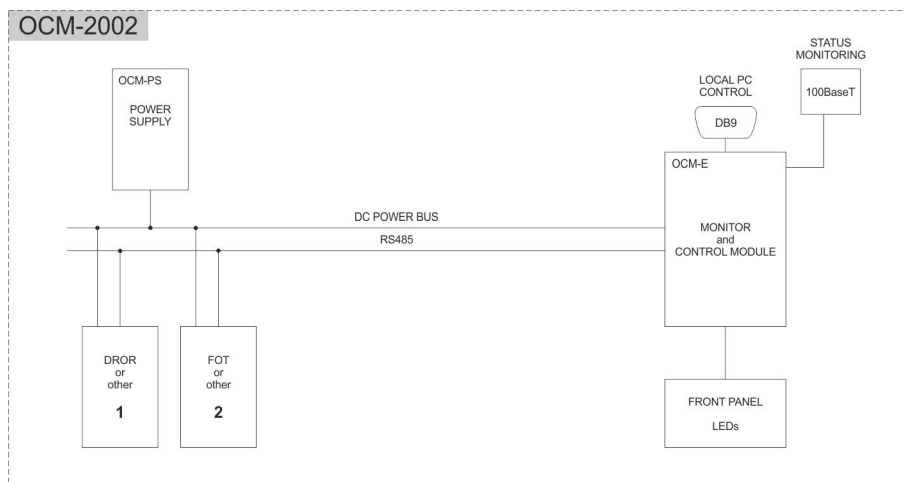 OCM-2002
STATUS
MONITORING
100BaseT
LOCAL PC
CONTROL
DB9
OCM-PS
POWER
SUPPLY
OCM-E
MONITOR
and
CONTROL MODULE
DC POWER BUS
RS485
DROR
or
other
1
FOT
or
other
2
FRONT PANEL
LEDs